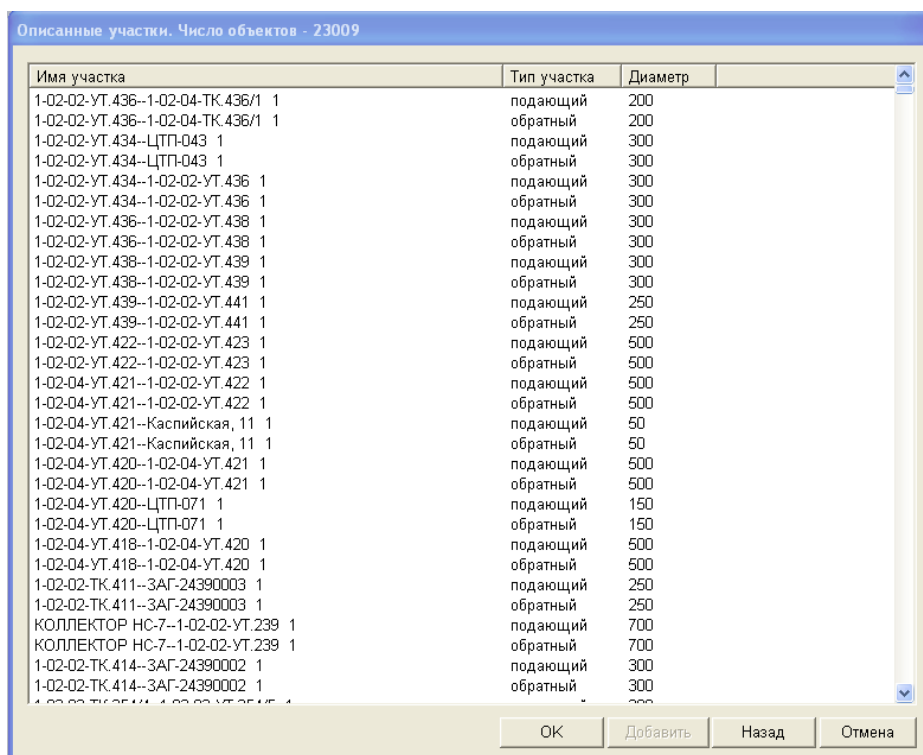 Описанные участки. Число объектов - 23009
Имя участка Тип участка Диаметр
1-02-02-УТ.436--1-02-04-ТК.436/1 1 подающий 200
1-02-02-УТ.436--1-02-04-ТК.436/1 1 обратный 200
1-02-02-УТ.434--ЦТП-043 1 подающий 300
1-02-02-УТ.434--ЦТП-043 1 обратный 300
1-02-02-УТ.434--1-02-02-УТ.436 1 подающий 300
1-02-02-УТ.434--1-02-02-УТ.436 1 обратный 300
1-02-02-УТ.436--1-02-02-УТ.438 1 подающий 300
1-02-02-УТ.436--1-02-02-УТ.438 1 обратный 300
1-02-02-УТ.438--1-02-02-УТ.439 1 подающий 300
1-02-02-УТ.438--1-02-02-УТ.439 1 обратный 300
1-02-02-УТ.439--1-02-02-УТ.441 1 подающий 250
1-02-02-УТ.439--1-02-02-УТ.441 1 обратный 250
1-02-02-УТ.422--1-02-02-УТ.423 1 подающий 500
1-02-02-УТ.422--1-02-02-УТ.423 1 обратный 500
1-02-04-УТ.421--1-02-02-УТ.422 1 подающий 500
1-02-04-УТ.421--1-02-02-УТ.422 1 обратный 500
1-02-04-УТ.421--Каспийская, 11 1 подающий 50
1-02-04-УТ.421--Каспийская, 11 1 обратный 50
1-02-04-УТ.420--1-02-04-УТ.421 1 подающий 500
1-02-04-УТ.420--1-02-04-УТ.421 1 обратный 500
1-02-04-УТ.420--ЦТП-071 1 подающий 150
1-02-04-УТ.420--ЦТП-071 1 обратный 150
1-02-04-УТ.418--1-02-04-УТ.420 1 подающий 500
1-02-04-УТ.418--1-02-04-УТ.420 1 обратный 500
1-02-02-ТК.411--ЗАГ-24390003 1 подающий 250
1-02-02-ТК.411--ЗАГ-24390003 1 обратный 250
КОЛЛЕКТОР НС-7--1-02-02-УТ.239 1 подающий 700
КОЛЛЕКТОР НС-7--1-02-02-УТ.239 1 обратный 700
1-02-02-ТК.414--ЗАГ-24390002 1 подающий 300
1-02-02-ТК.414--ЗАГ-24390002 1 обратный 300
OK Добавить Назад Отмена